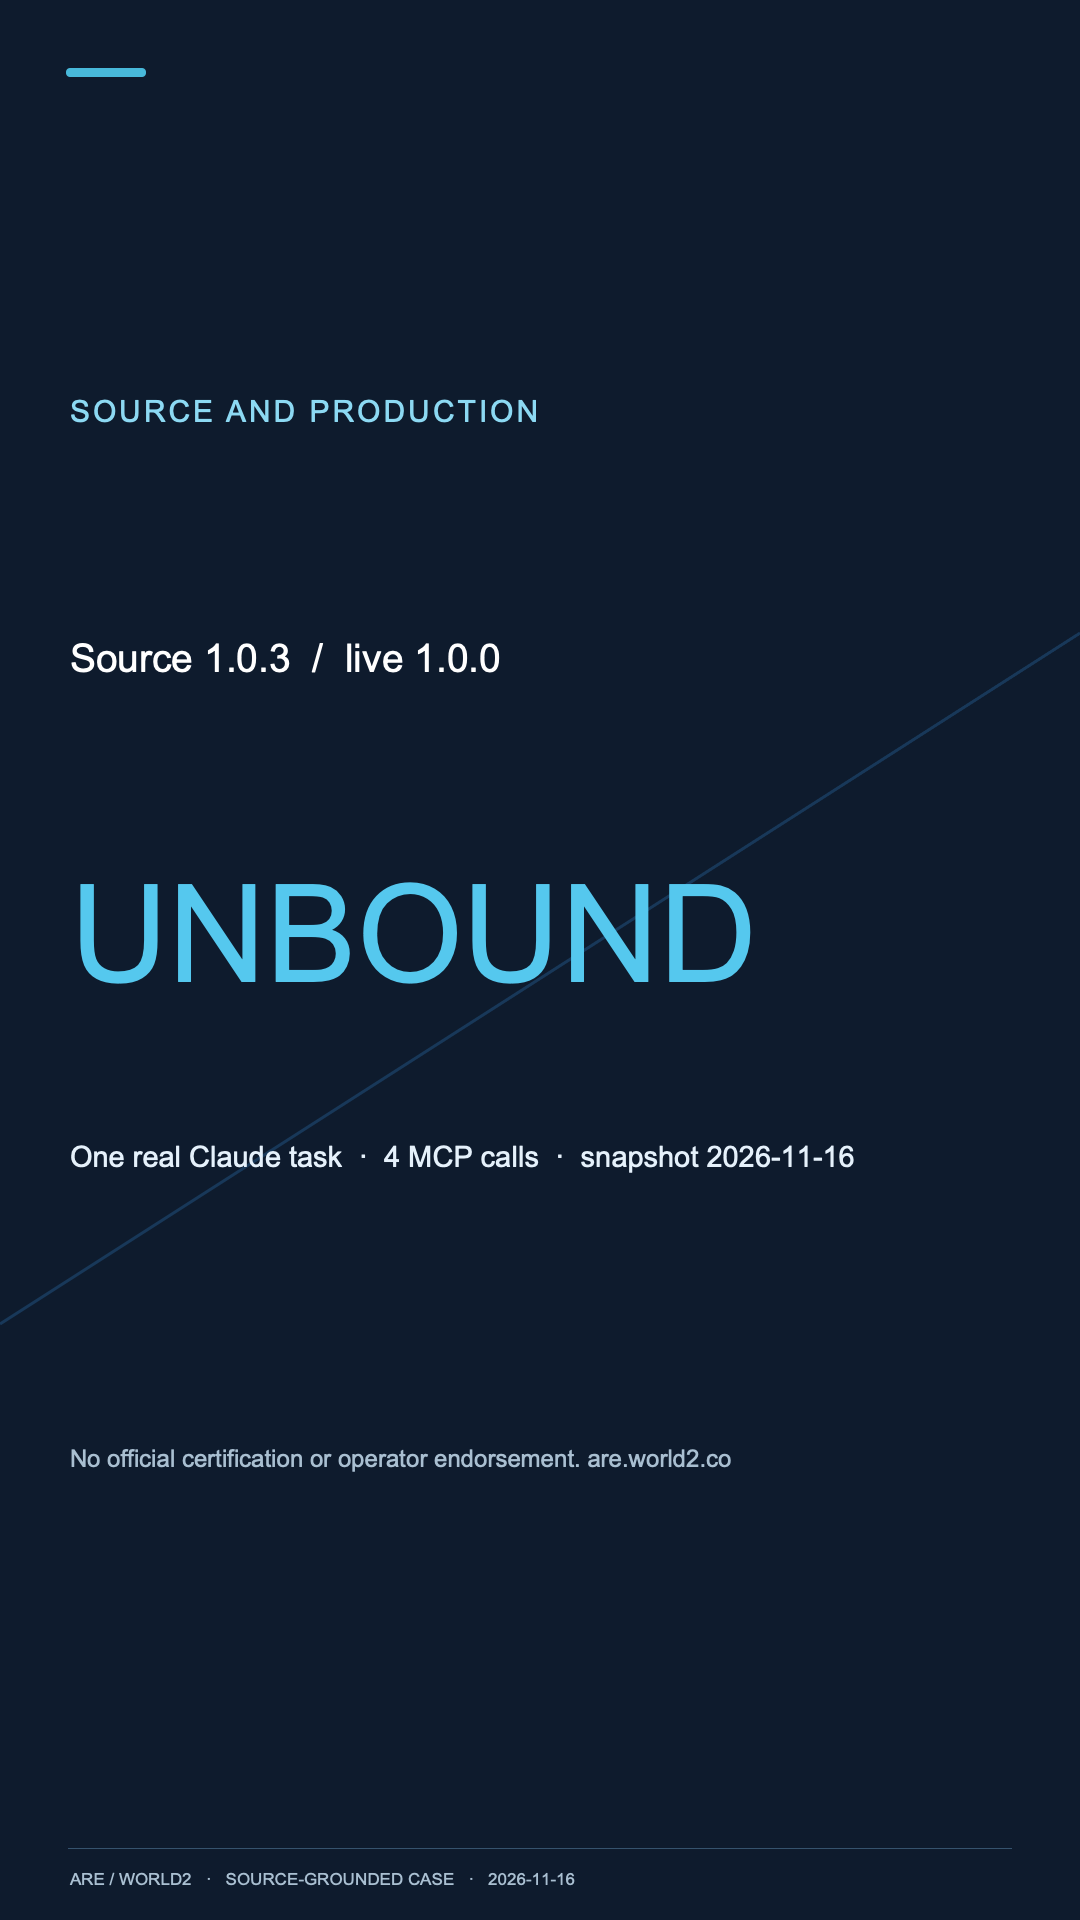 SOURCE AND PRODUCTION
Source 1.0.3 / live 1.0.0
UNBOUND
One real Claude task · 4 MCP calls · snapshot 2026-11-16
No official certification or operator endorsement. are.world2.co
ARE / WORLD2 · SOURCE-GROUNDED CASE · 2026-11-16